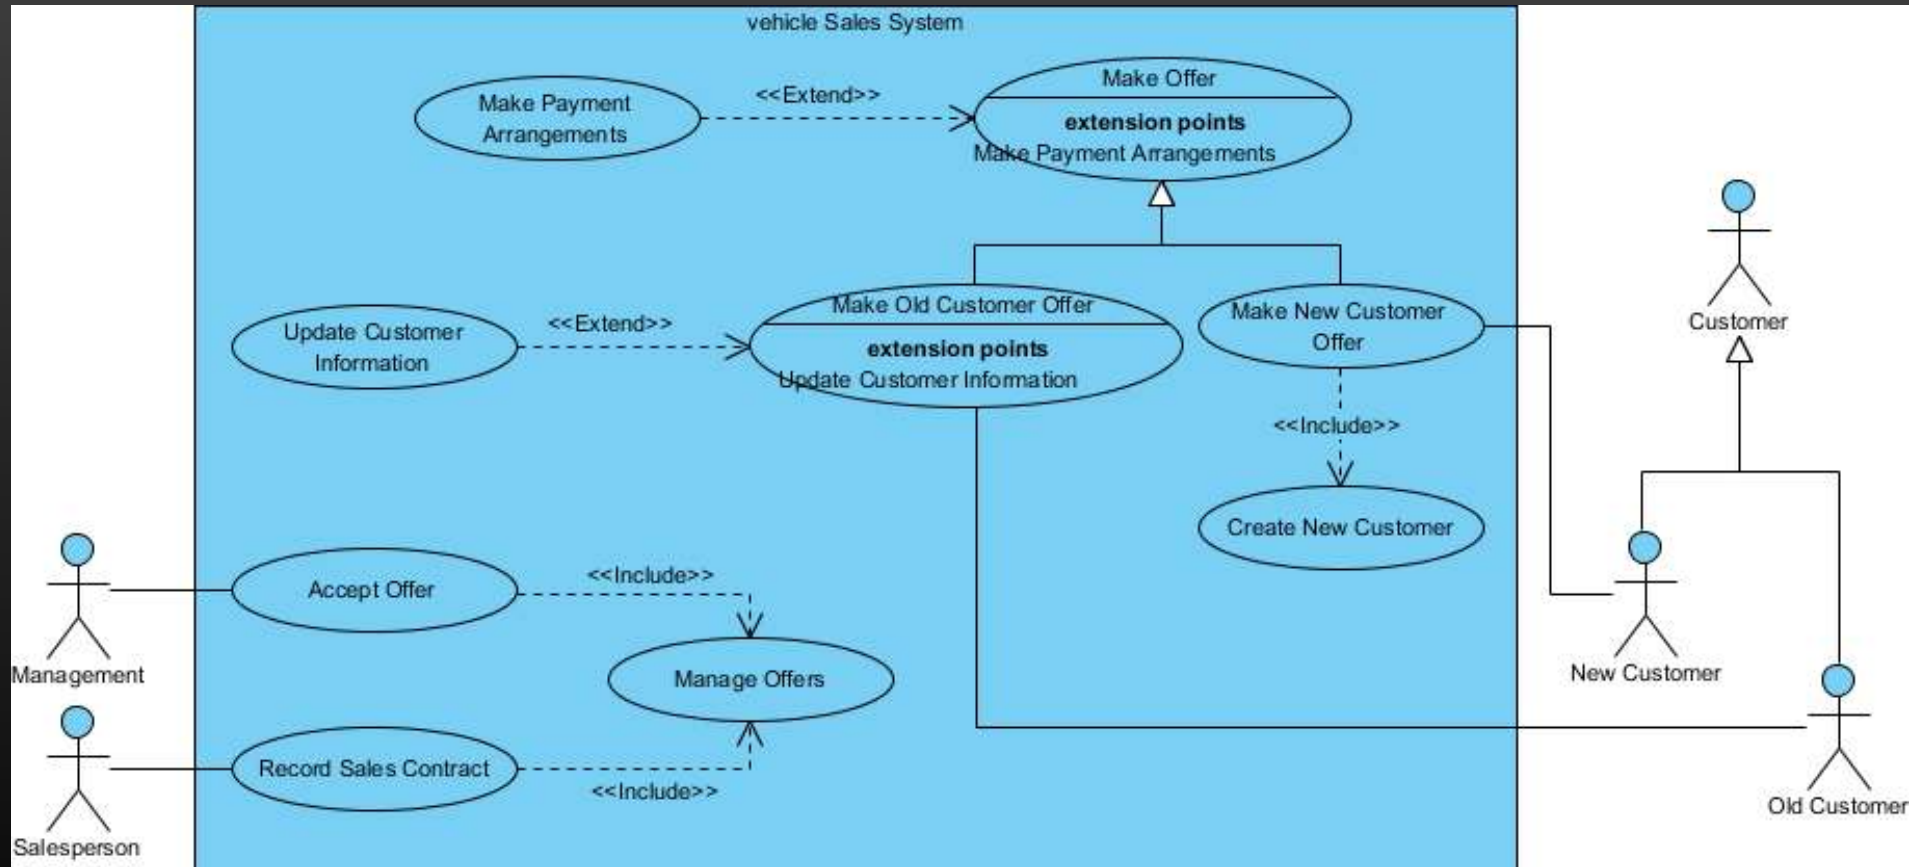 vehicle Sales System
Make Payment
Arrangements
<<Extend>>
Make Offer
extension points
Make Payment Arrangements
Update Customer
Information
<<Extend>>
Make Old Customer Offer
extension points
Update Customer Information
Make New Customer
Offer
<<Include>>
Create New Customer
Customer
New Customer
Old Customer
Management
Accept Offer
<<Include>>
Manage Offers
Salesperson
Record Sales Contract
<<Include>>